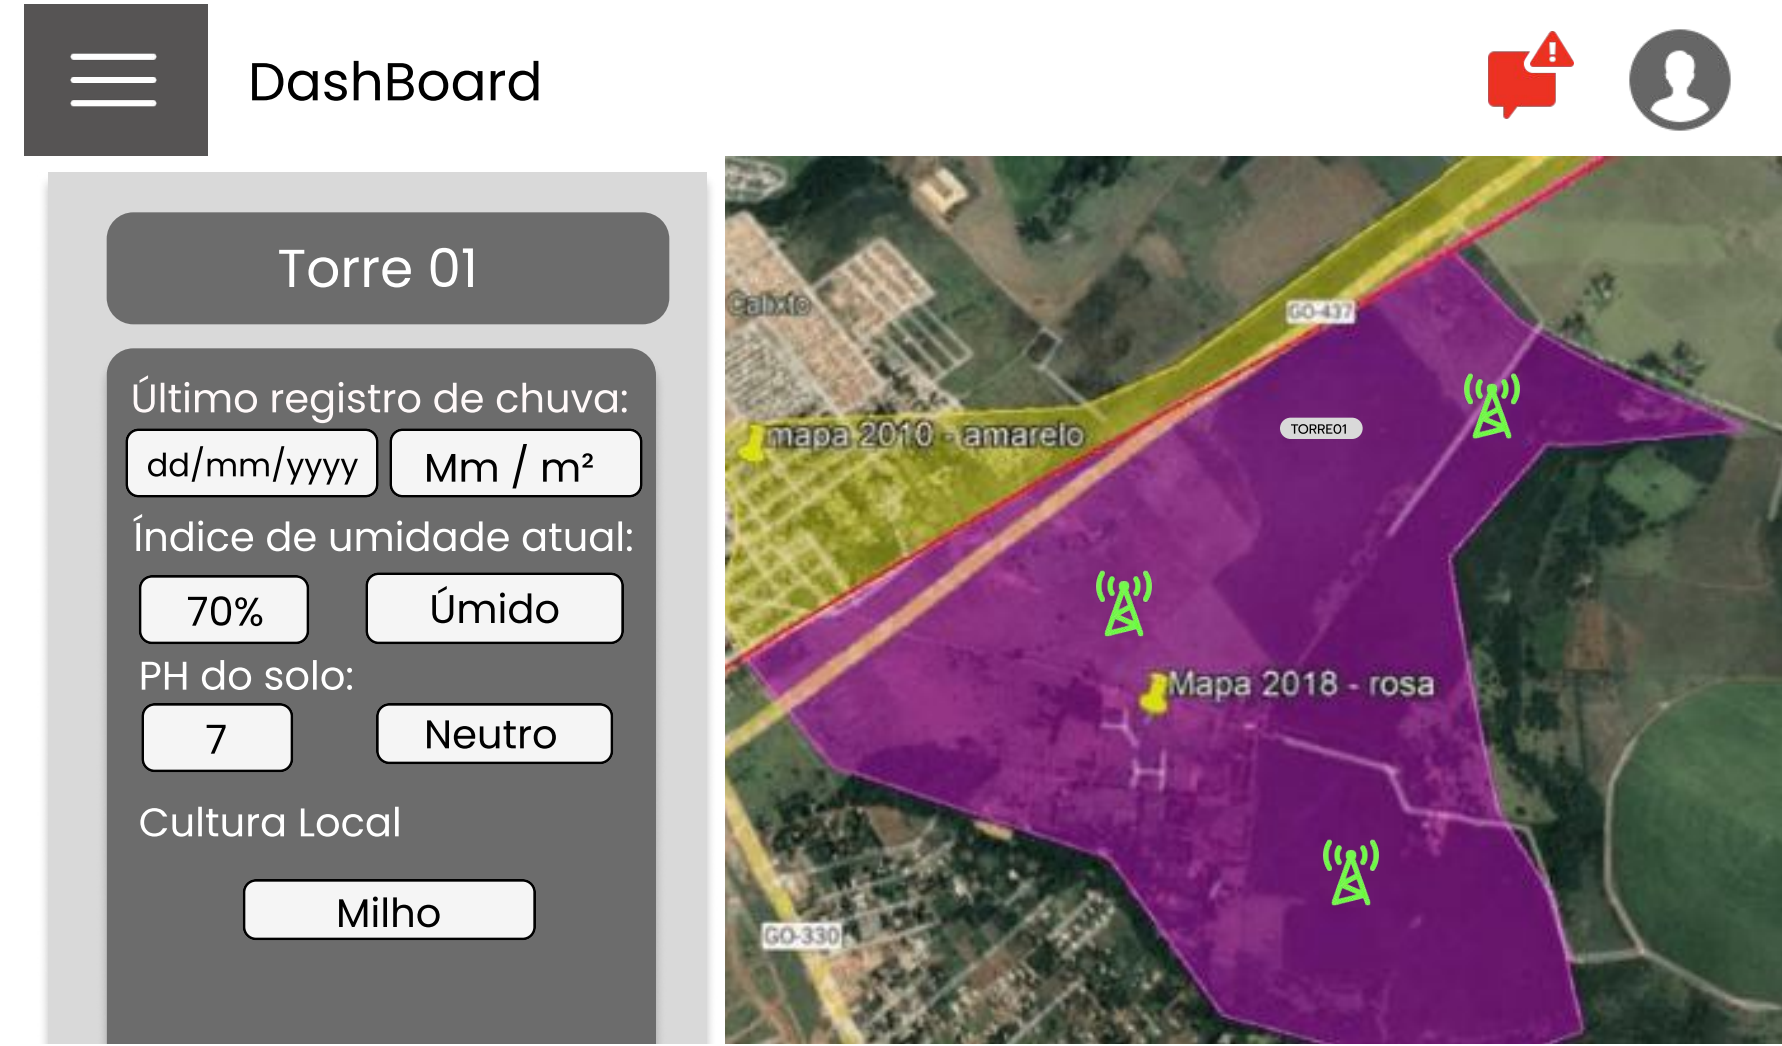 DashBoard
Torre 01
Último registro de chuva:
dd/mm/yyyy
Mm / m²
Índice de umidade atual:
70%
Úmido
PH do solo:
7
Neutro
Cultura Local
Milho
Calixto
GO-437
TORRE01
mapa 2010 - amarelo
Mapa 2018 - rosa
GO-330